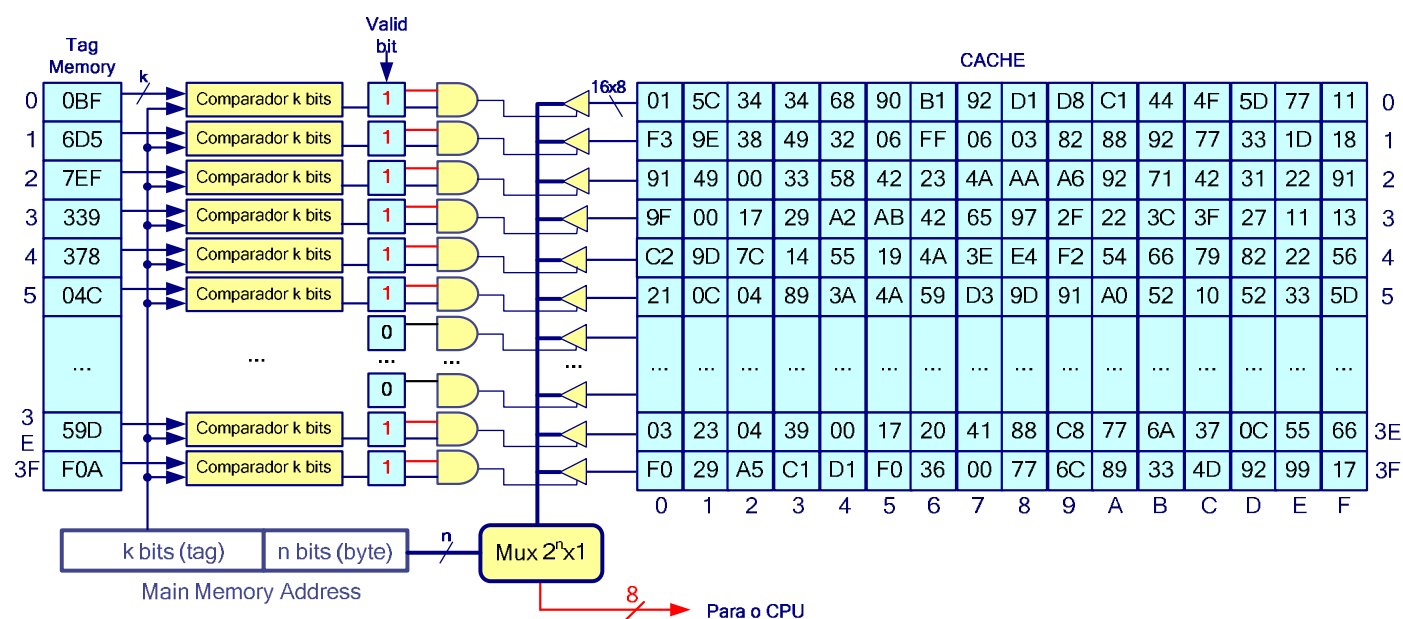 Valid
bit
Tag
Memory
k
CACHE
16x8
0 0BF Comparador k bits 1 01 5C 34 34 68 90 B1 92 D1 D8 C1 44 4F 5D 77 11 0
1 6D5 Comparador k bits 1 F3 9E 38 49 32 06 FF 06 03 82 88 92 77 33 1D 18 1
2 7EF Comparador k bits 1 91 49 00 33 58 42 23 4A AA A6 92 71 42 31 22 91 2
3 339 Comparador k bits 1 9F 00 17 29 A2 AB 42 65 97 2F 22 3C 3F 27 11 13 3
4 378 Comparador k bits 1 C2 9D 7C 14 55 19 4A 3E E4 F2 54 66 79 82 22 56 4
5 04C Comparador k bits 1 21 0C 04 89 3A 4A 59 D3 9D 91 A0 52 10 52 33 5D 5
0
... ... ... ... ... ... ... ... ... ... ... ... ... ... ... ... ... ... ... ... ...
0
3
E 59D Comparador k bits 1 03 23 04 39 00 17 20 41 88 C8 77 6A 37 0C 55 66 3E
3F F0A Comparador k bits 1 F0 29 A5 C1 D1 F0 36 00 77 6C 89 33 4D 92 99 17 3F
0 1 2 3 4 5 6 7 8 9 A B C D E F
k bits (tag) n bits (byte) n Mux 2ⁿx1
Main Memory Address
8
Para o CPU